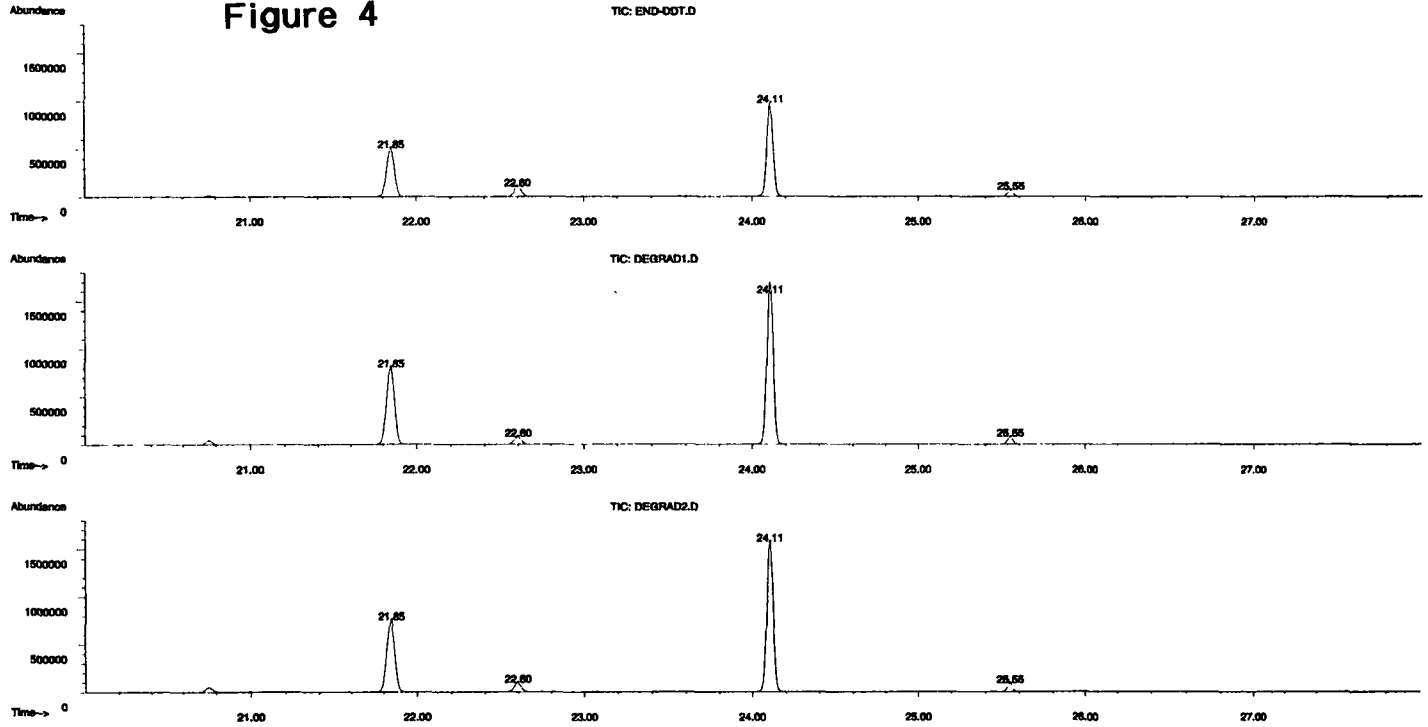 Figure 4
Abundance
TIC: END-DDT.D
1500000
1000000
500000
0
24.11
21.85
22.60
25.55
Time-->
21.00 22.00 23.00 24.00 25.00 26.00 27.00
Abundance
TIC: DEGRAD1.D
1500000
1000000
500000
0
24.11
21.85
22.60
25.55
Time-->
21.00 22.00 23.00 24.00 25.00 26.00 27.00
Abundance
TIC: DEGRAD2.D
1500000
1000000
500000
0
24.11
21.85
22.60
25.55
Time-->
21.00 22.00 23.00 24.00 25.00 26.00 27.00